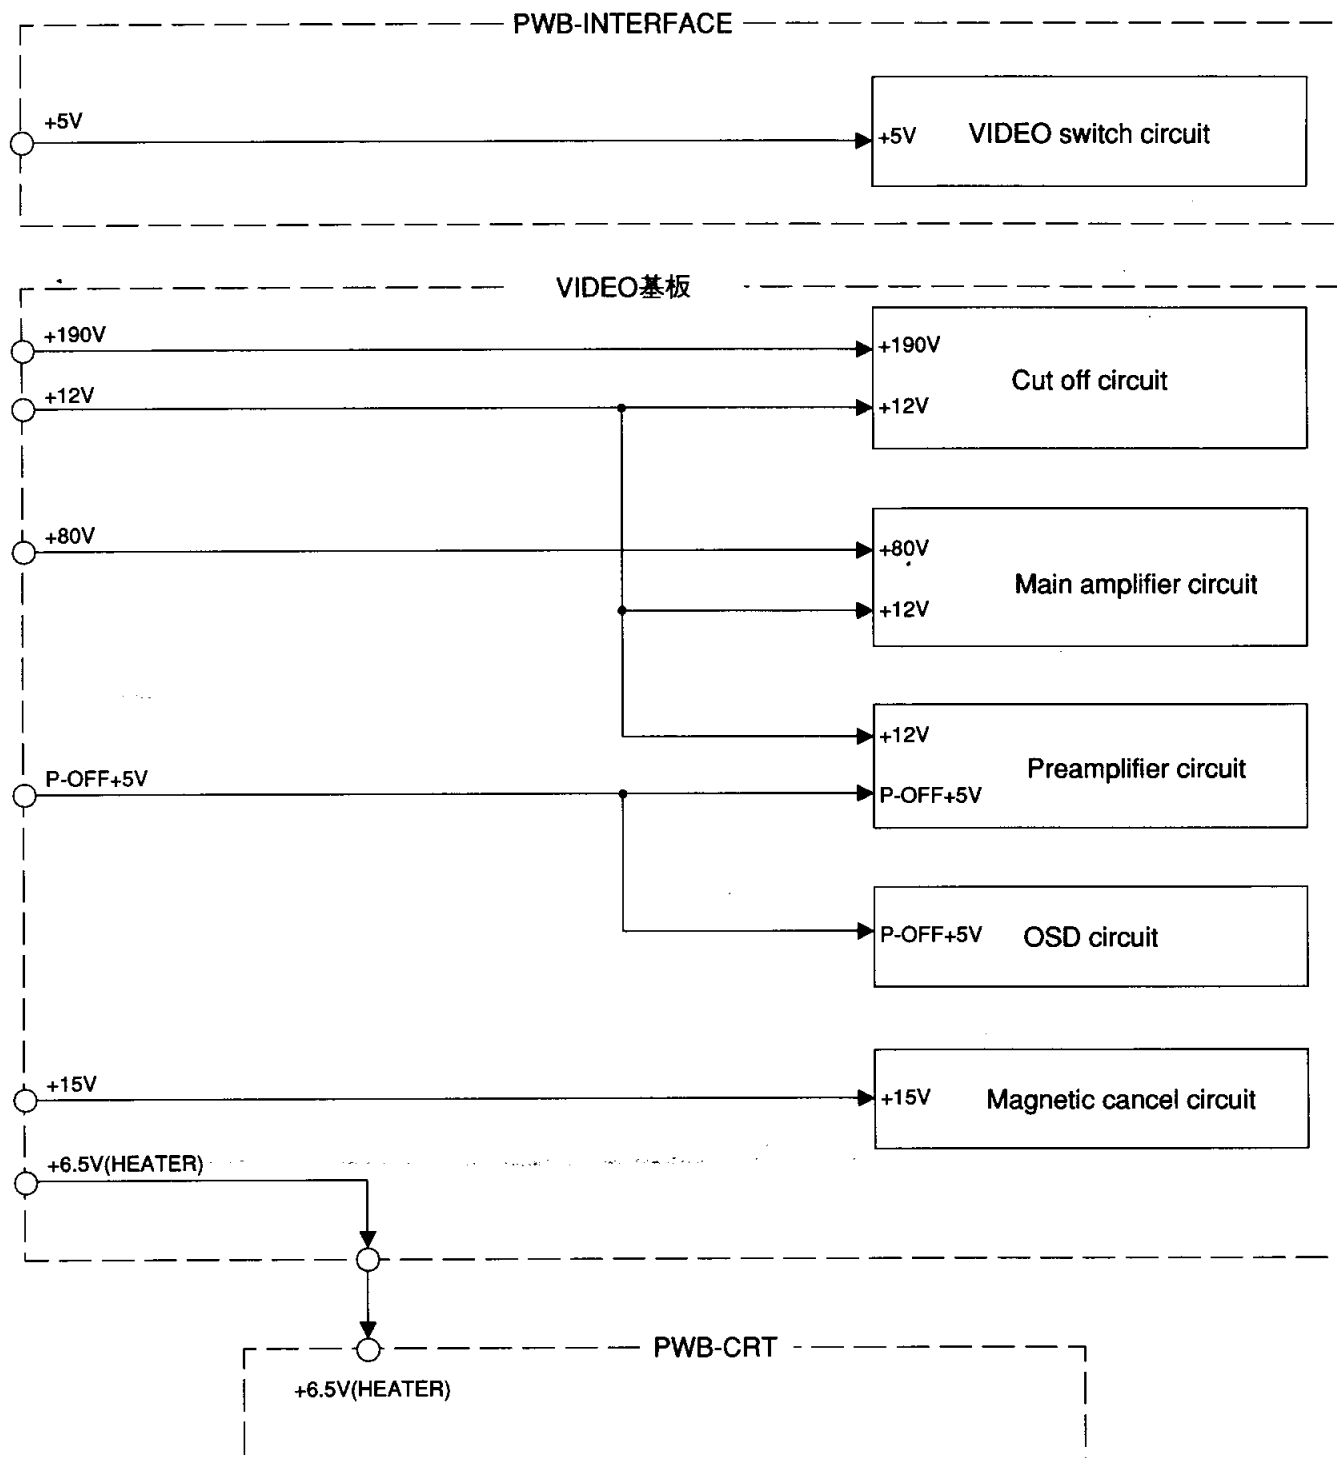 PWB-INTERFACE
+5V
+5V VIDEO switch circuit
VIDEO基板
+190V
+190V
+12V
Cut off circuit
+12V
+80V
+80V
Main amplifier circuit
+12V
+12V
Preamplifier circuit
P-OFF+5V
P-OFF+5V
P-OFF+5V OSD circuit
+15V
+15V Magnetic cancel circuit
+6.5V(HEATER)
PWB-CRT
+6.5V(HEATER)